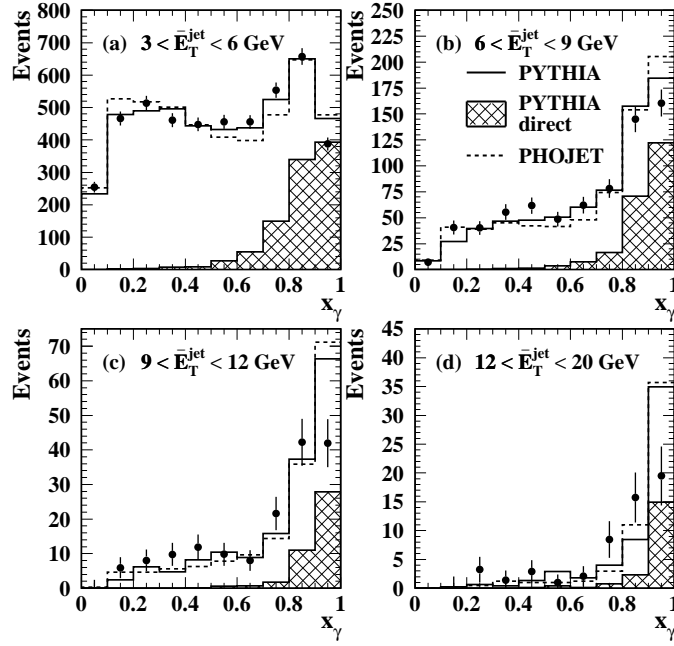 Events
800
700
600
500
400
300
200
100
0
(a) 3 < Ē_T^jet < 6 GeV
0 0.2 0.4 0.6 0.8 1
x_γ
Events
250
225
200
175
150
125
100
75
50
25
0
(b) 6 < Ē_T^jet < 9 GeV
PYTHIA
PYTHIA
direct
PHOJET
0 0.2 0.4 0.6 0.8 1
x_γ
Events
70
60
50
40
30
20
10
0
(c) 9 < Ē_T^jet < 12 GeV
0 0.2 0.4 0.6 0.8 1
x_γ
Events
45
40
35
30
25
20
15
10
5
0
(d) 12 < Ē_T^jet < 20 GeV
0 0.2 0.4 0.6 0.8 1
x_γ